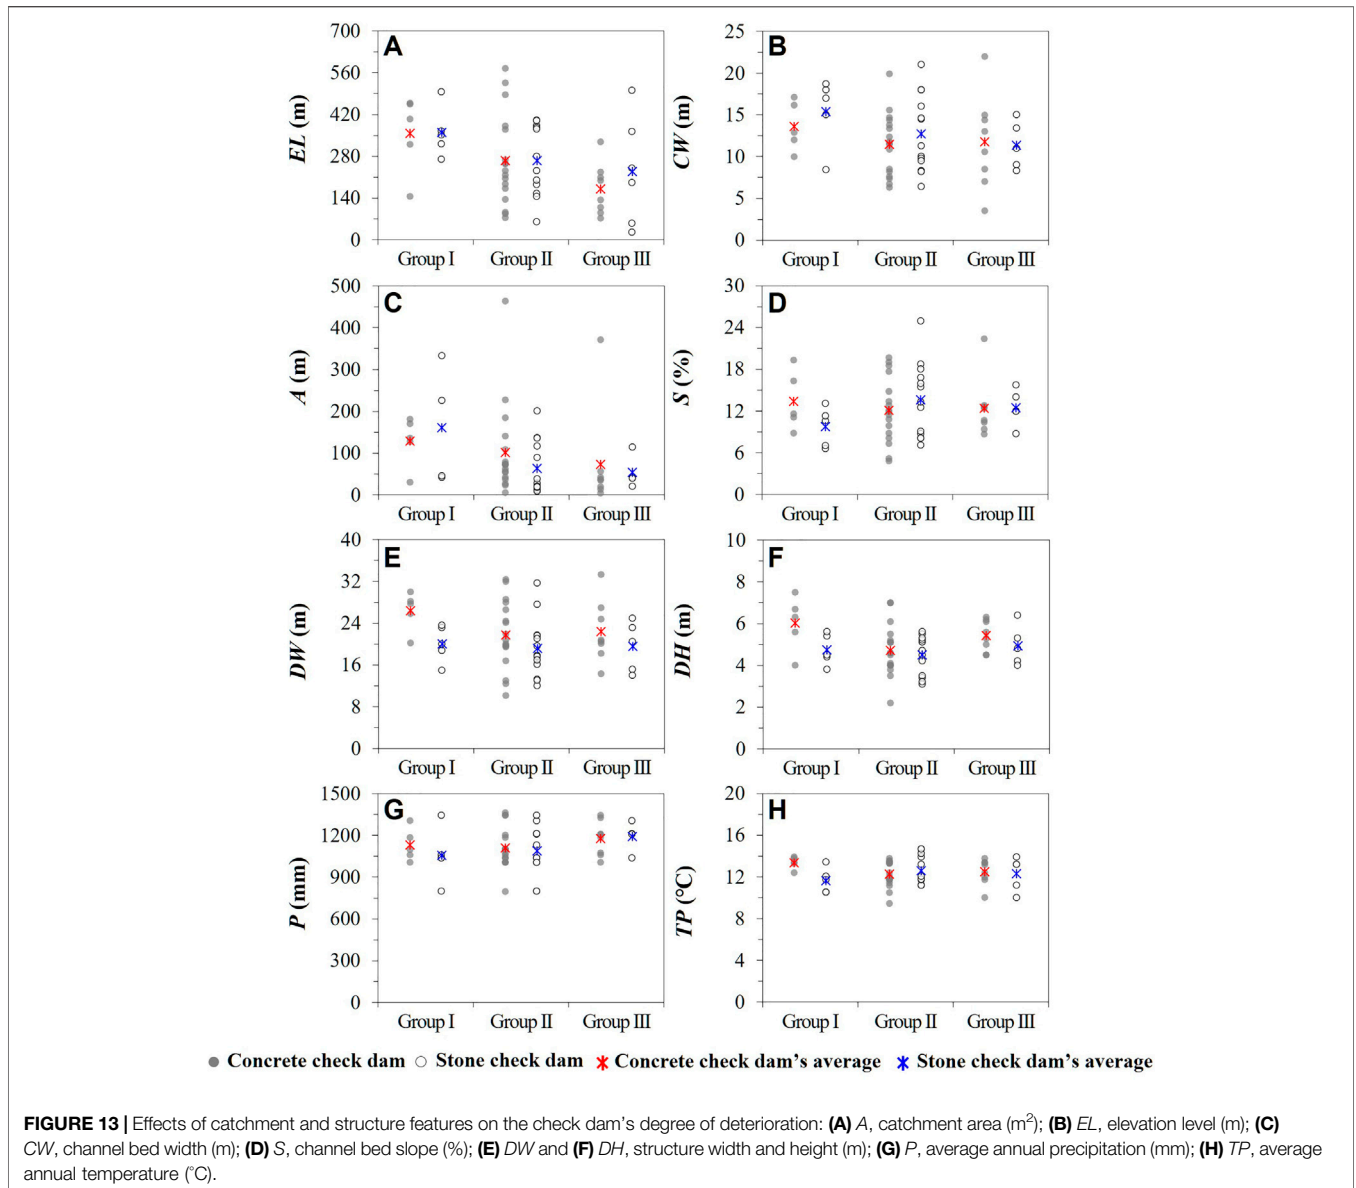 A
EL (m)
700
560
420
280
140
0
Group I Group II Group III
B
CW (m)
25
20
15
10
5
0
Group I Group II Group III
C
A (m)
500
400
300
200
100
0
Group I Group II Group III
D
S (%)
30
24
18
12
6
0
Group I Group II Group III
E
DW (m)
40
32
24
16
8
0
Group I Group II Group III
F
DH (m)
10
8
6
4
2
0
Group I Group II Group III
G
P (mm)
1500
1200
900
600
300
0
Group I Group II Group III
H
TP (°C)
20
16
12
8
4
0
Group I Group II Group III
Concrete check dam Stone check dam Concrete check dam's average Stone check dam's average
FIGURE 13 | Effects of catchment and structure features on the check dam's degree of deterioration: (A) A, catchment area (m²); (B) EL, elevation level (m); (C)
CW, channel bed width (m); (D) S, channel bed slope (%); (E) DW and (F) DH, structure width and height (m); (G) P, average annual precipitation (mm); (H) TP, average
annual temperature (°C).